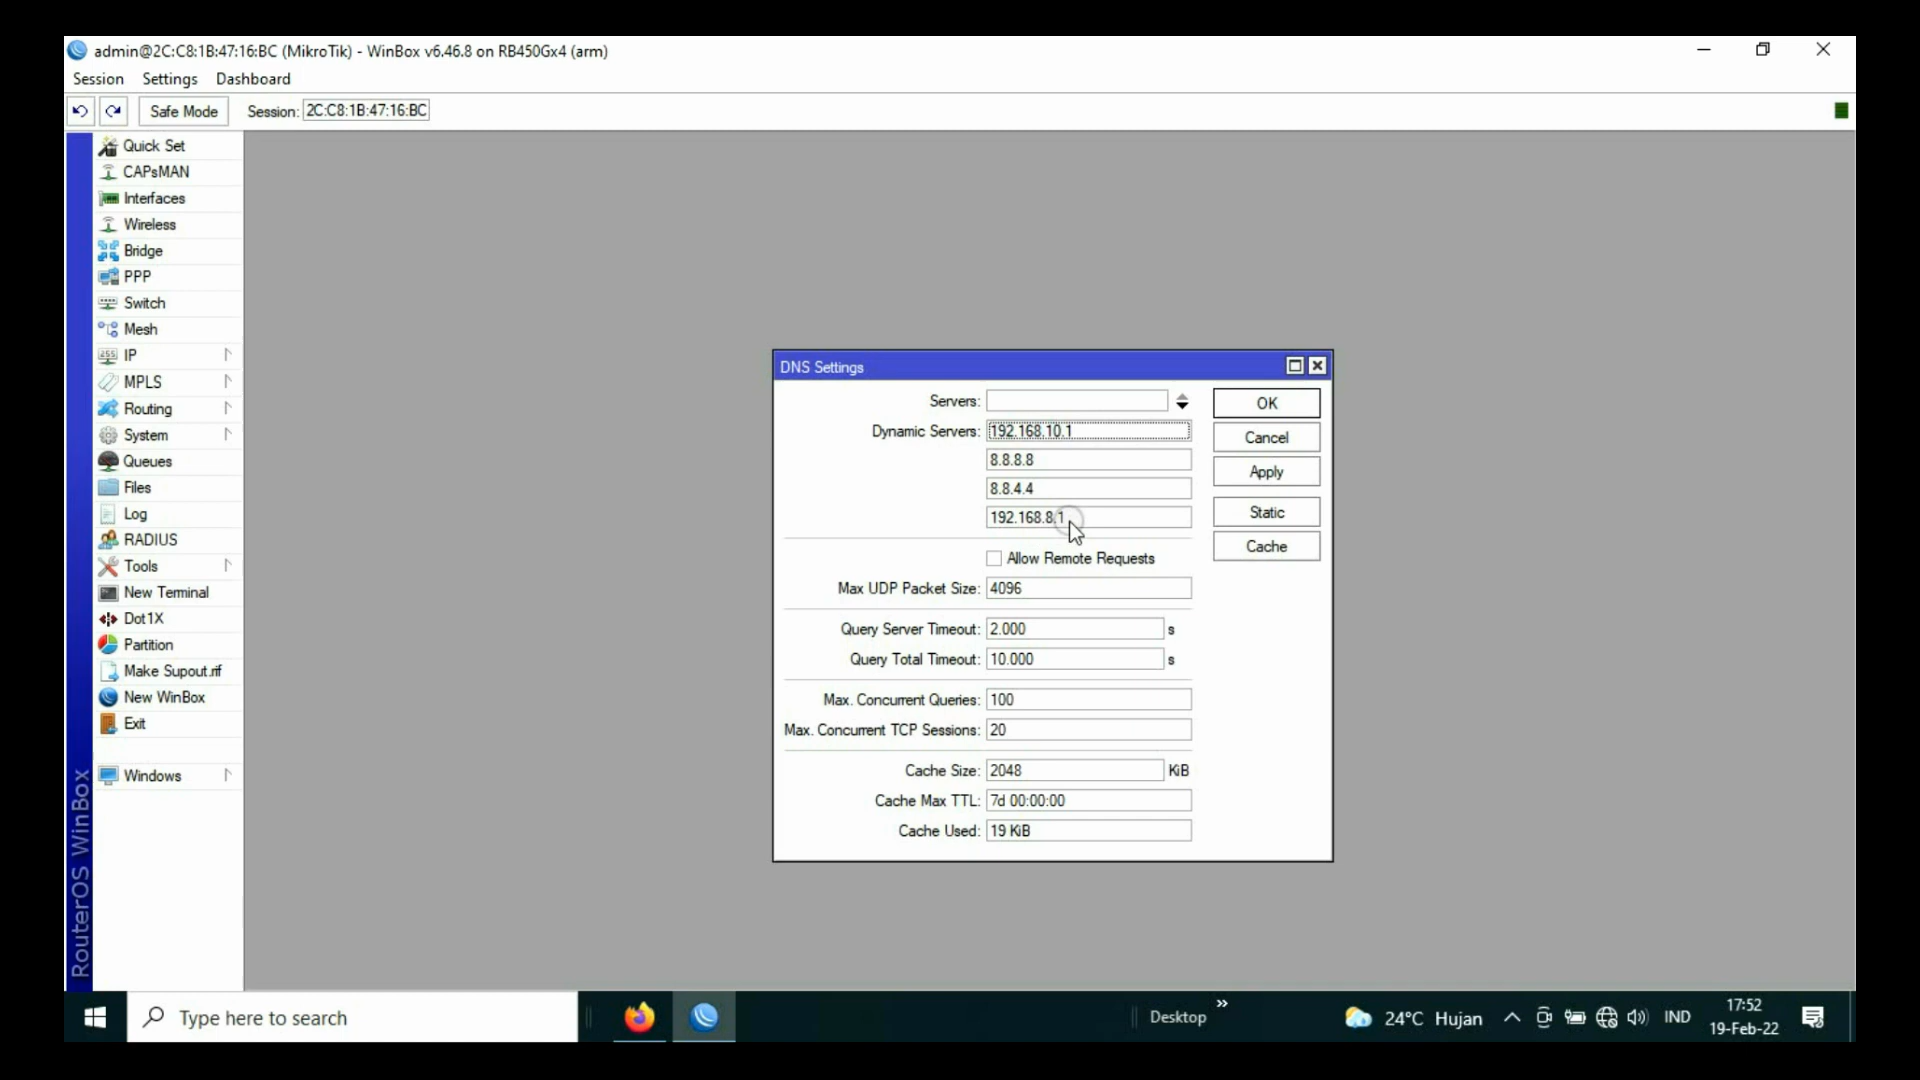 admin@2C:C8:1B:47:16:BC (MikroTik) - WinBox v6.46.8 on RB450Gx4 (arm)
Session Settings Dashboard
Safe Mode Session: 2C:C8:1B:47:16:BC
Quick Set
CAPsMAN
Interfaces
Wireless
Bridge
PPP
Switch
Mesh
255 IP
MPLS
Routing
System
Queues
Files
Log
RADIUS
Tools
New Terminal
Dot1X
Partition
Make Supout.rif
New WinBox
Exit
Windows
RouterOS WinBox
DNS Settings
Servers:
Dynamic Servers: 192.168.10.1
8.8.8.8
8.8.4.4
192.168.8.1
Allow Remote Requests
Max UDP Packet Size: 4096
Query Server Timeout: 2.000 s
Query Total Timeout: 10.000 s
Max. Concurrent Queries: 100
Max. Concurrent TCP Sessions: 20
Cache Size: 2048 KiB
Cache Max TTL: 7d 00:00:00
Cache Used: 19 KiB
OK
Cancel
Apply
Static
Cache
Type here to search
Desktop
24°C Hujan
IND
17:52
19-Feb-22